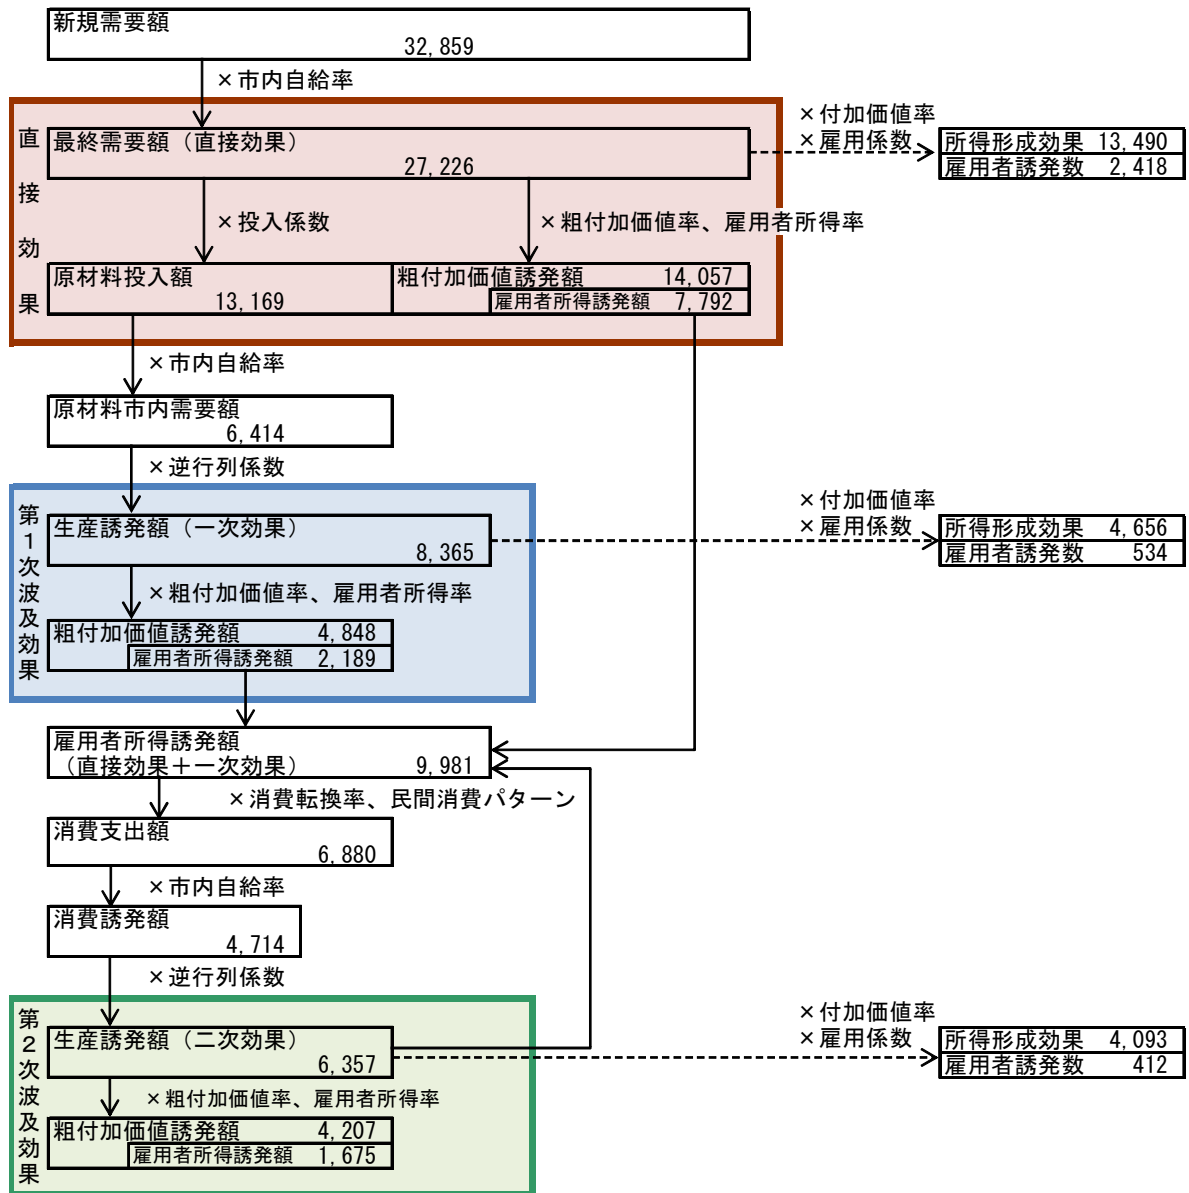 新規需要額
32,859
×市内自給率
直接効果
最終需要額（直接効果）
27,226
×付加価値率
×雇用係数
所得形成効果 13,490
雇用者誘発数 2,418
×投入係数
×粗付加価値率、雇用者所得率
原材料投入額
13,169
粗付加価値誘発額 14,057
雇用者所得誘発額 7,792
×市内自給率
原材料市内需要額
6,414
×逆行列係数
第1次波及効果
生産誘発額（一次効果）
8,365
×付加価値率
×雇用係数
所得形成効果 4,656
雇用者誘発数 534
×粗付加価値率、雇用者所得率
粗付加価値誘発額 4,848
雇用者所得誘発額 2,189
雇用者所得誘発額
（直接効果＋一次効果） 9,981
×消費転換率、民間消費パターン
消費支出額
6,880
×市内自給率
消費誘発額
4,714
×逆行列係数
第2次波及効果
生産誘発額（二次効果）
6,357
×付加価値率
×雇用係数
所得形成効果 4,093
雇用者誘発数 412
×粗付加価値率、雇用者所得率
粗付加価値誘発額 4,207
雇用者所得誘発額 1,675